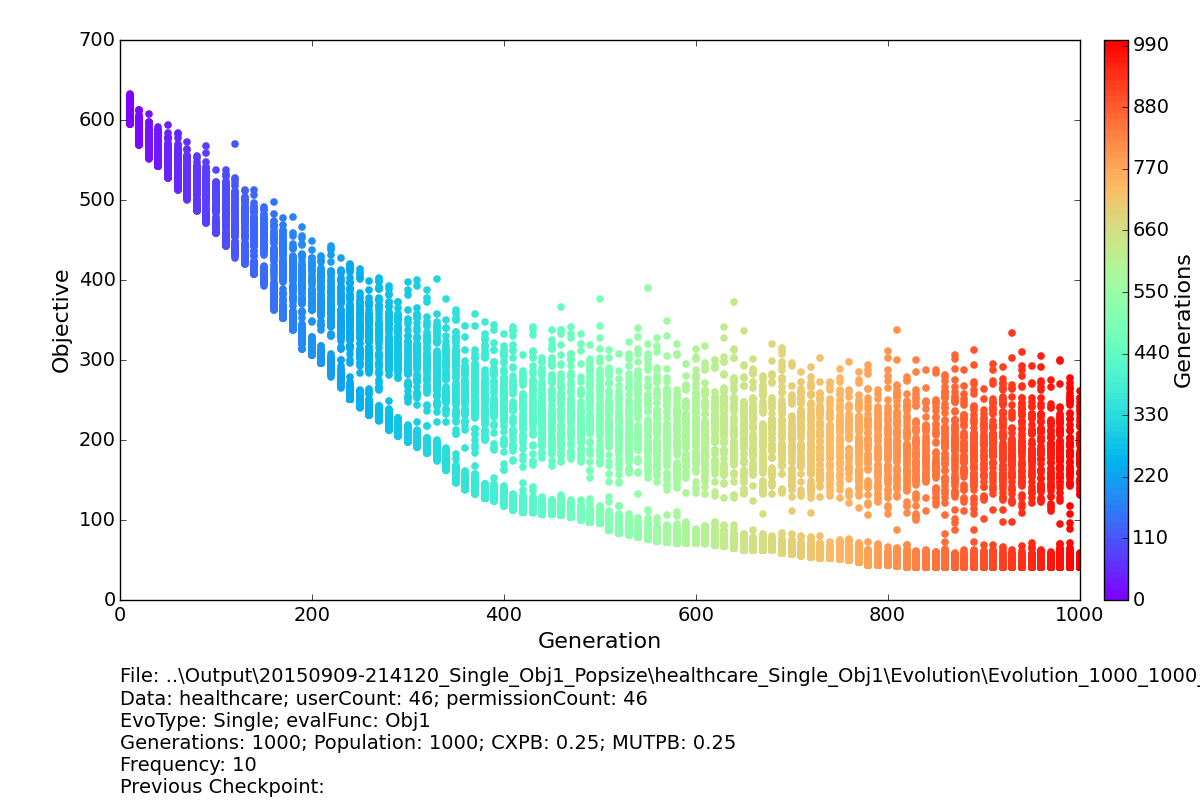 700
600
500
400
300
200
100
0
0 200 400 600 800 1000
Objective
Generation
990
880
770
660
550
440
330
220
110
0
Generations
File: ..\Output\20150909-214120_Single_Obj1_Popsize\healthcare_Single_Obj1\Evolution\Evolution_1000_1000_
Data: healthcare; userCount: 46; permissionCount: 46
EvoType: Single; evalFunc: Obj1
Generations: 1000; Population: 1000; CXPB: 0.25; MUTPB: 0.25
Frequency: 10
Previous Checkpoint: